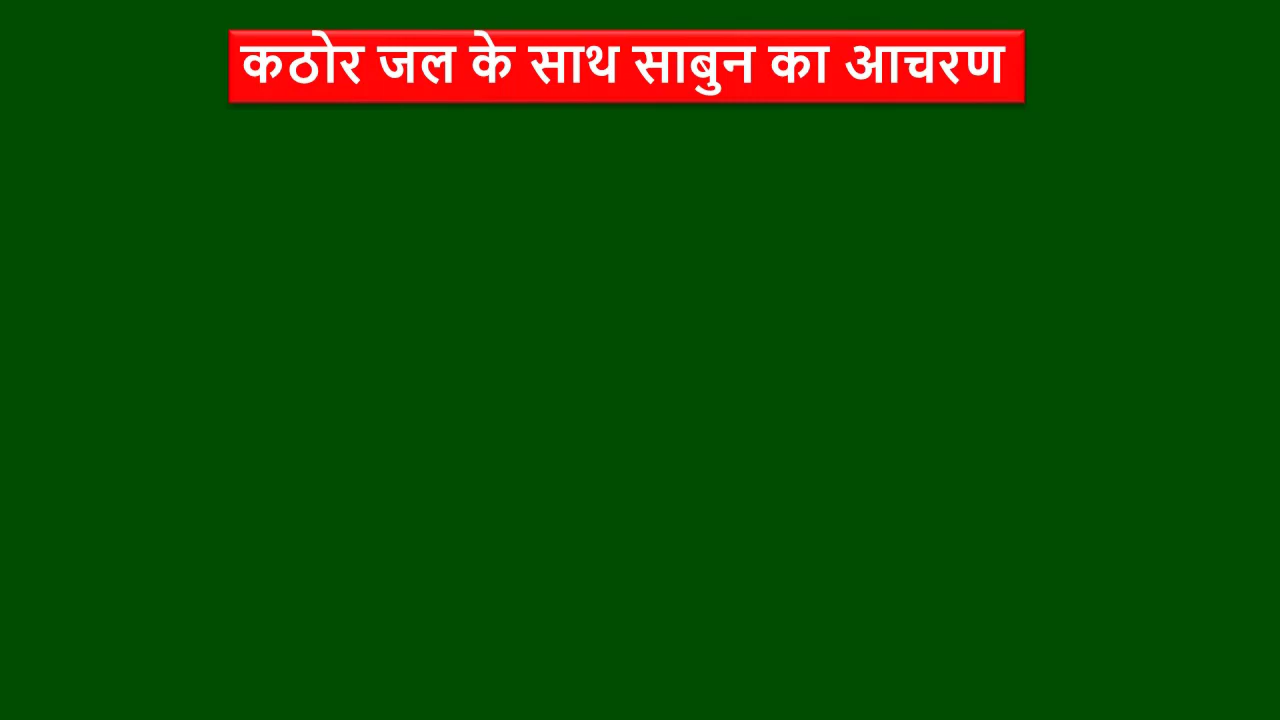 कठोर जल के साथ साबुन का आचरण